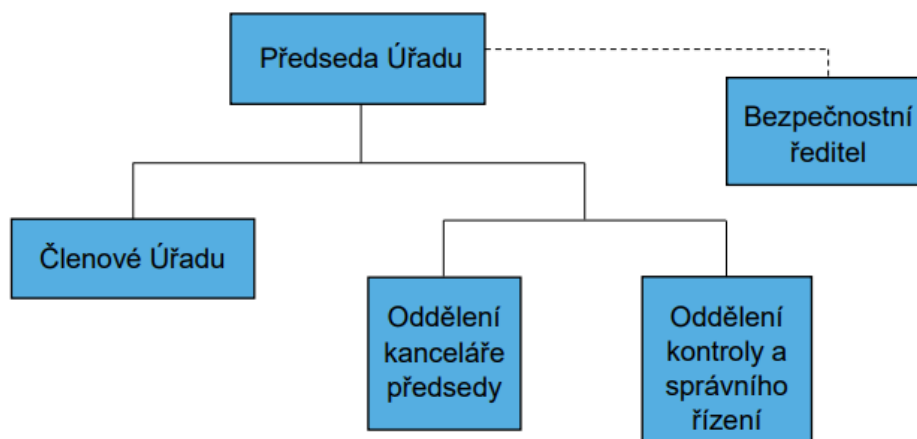 Předseda Úřadu
Bezpečnostní
ředitel
Členové Úřadu
Oddělení
kanceláře
předsedy
Oddělení
kontroly a
správního
řízení